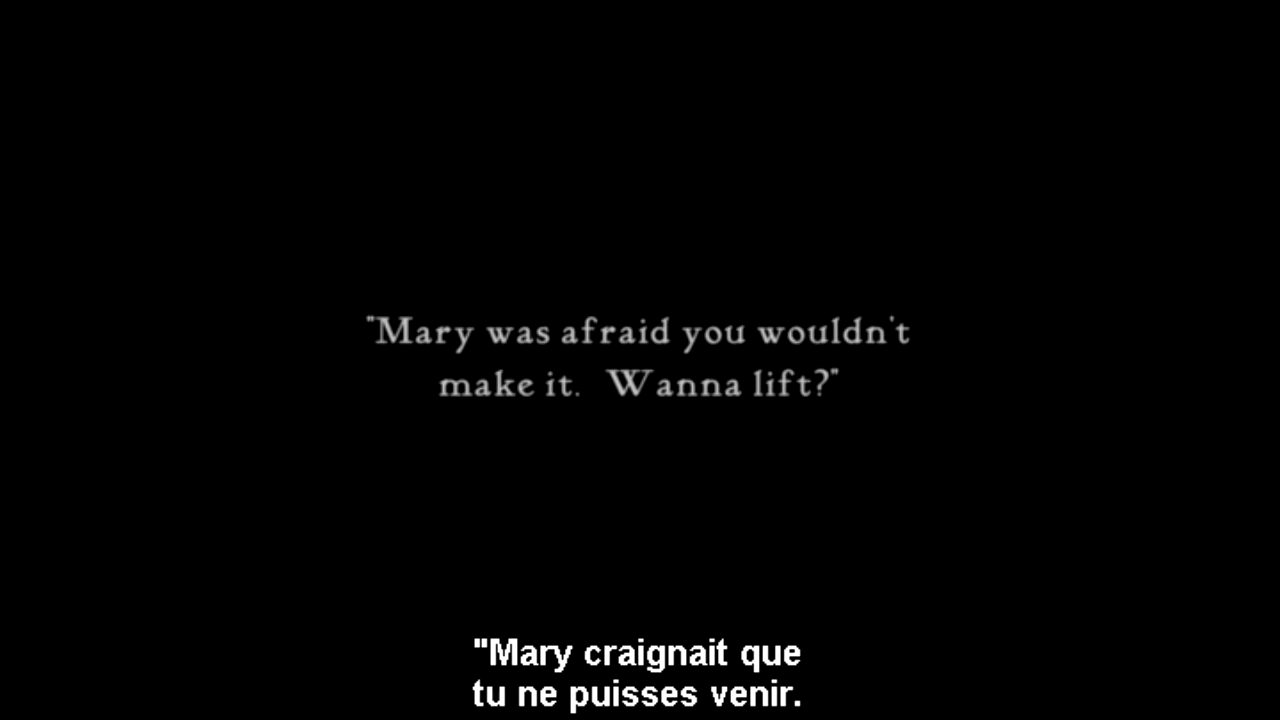 "Mary was afraid you wouldn't
make it. Wanna lift?"
"Mary craignait que
tu ne puisses venir.